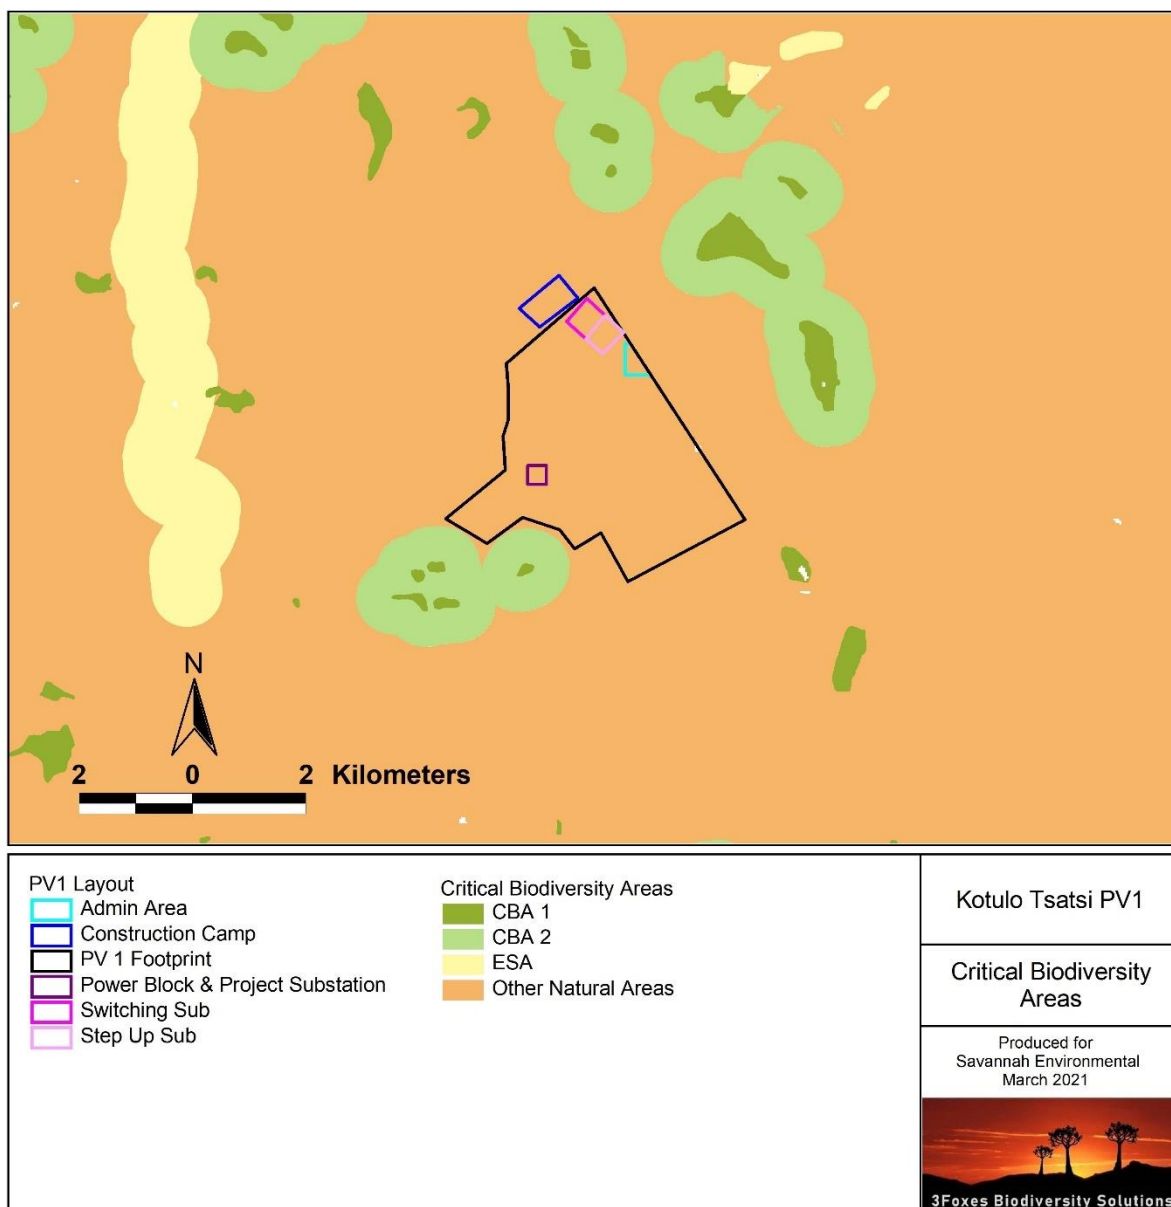 N
2 0 2 Kilometers
PV1 Layout
Admin Area
Construction Camp
PV 1 Footprint
Power Block & Project Substation
Switching Sub
Step Up Sub
Critical Biodiversity Areas
CBA 1
CBA 2
ESA
Other Natural Areas
Kotulo Tsatsi PV1
Critical Biodiversity
Areas
Produced for
Savannah Environmental
March 2021
3Foxes Biodiversity Solutions